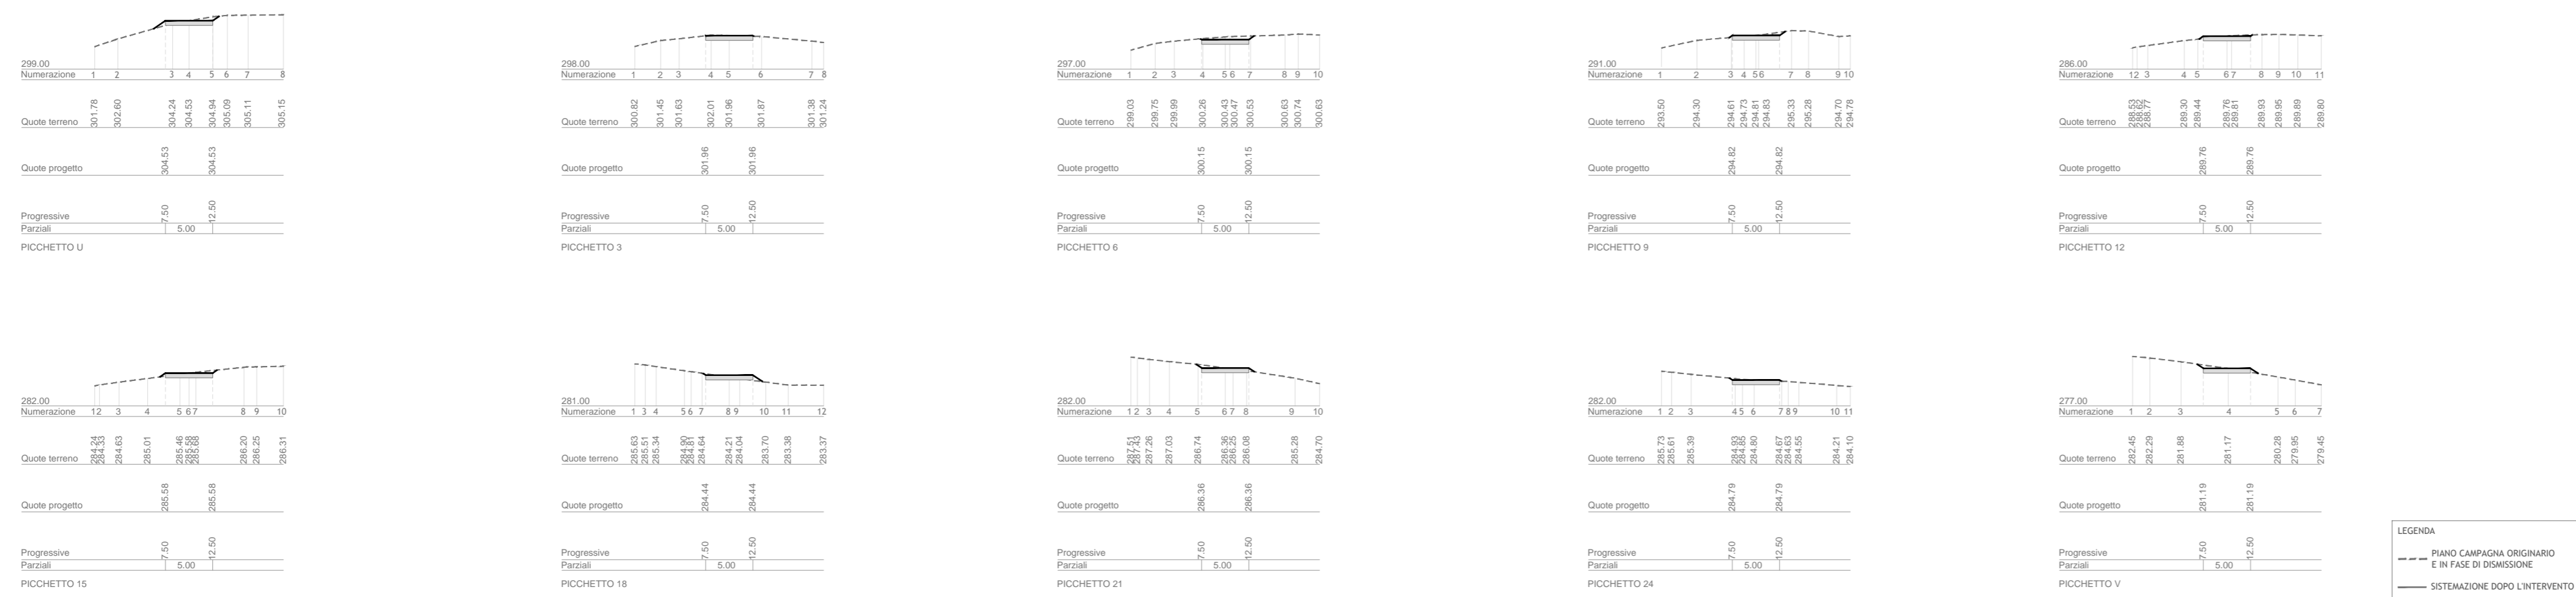 299.00
Numerazione 1 2 3 4 5 6 7 8
Quote terreno 301.78 302.60 304.24 304.53 304.94 305.09 305.11 305.15
Quote progetto 304.53 304.53
Progressive 7.50 12.50
Parziali 5.00
PICCHETTO U
298.00
Numerazione 1 2 3 4 5 6 7 8
Quote terreno 300.82 301.45 301.63 302.01 301.96 301.87 301.38 301.24
Quote progetto 301.96 301.96
Progressive 7.50 12.50
Parziali 5.00
PICCHETTO 3
297.00
Numerazione 1 2 3 4 5 6 7 8 9 10
Quote terreno 299.03 299.75 299.99 300.26 300.43 300.47 300.53 300.63 300.74 300.63
Quote progetto 300.15 300.15
Progressive 7.50 12.50
Parziali 5.00
PICCHETTO 6
291.00
Numerazione 1 2 3 4 5 6 7 8 9 10
Quote terreno 293.50 294.30 294.61 294.73 294.81 294.83 295.33 295.28 294.70 294.78
Quote progetto 294.82 294.82
Progressive 7.50 12.50
Parziali 5.00
PICCHETTO 9
286.00
Numerazione 1 2 3 4 5 6 7 8 9 10 11
Quote terreno 288.53 288.62 288.77 289.30 289.44 289.76 289.81 289.93 289.95 289.89 289.80
Quote progetto 289.76 289.76
Progressive 7.50 12.50
Parziali 5.00
PICCHETTO 12
282.00
Numerazione 1 2 3 4 5 6 7 8 9 10
Quote terreno 284.24 284.33 284.63 285.01 285.46 285.58 285.68 286.20 286.25 286.31
Quote progetto 285.58 285.58
Progressive 7.50 12.50
Parziali 5.00
PICCHETTO 15
281.00
Numerazione 1 3 4 5 6 7 8 9 10 11 12
Quote terreno 285.63 285.51 285.34 284.90 284.81 284.64 284.21 284.04 283.70 283.38 283.37
Quote progetto 284.44 284.44
Progressive 7.50 12.50
Parziali 5.00
PICCHETTO 18
282.00
Numerazione 1 2 3 4 5 6 7 8 9 10
Quote terreno 287.51 287.43 287.26 287.03 286.74 286.36 286.25 286.08 285.28 284.70
Quote progetto 286.36 286.36
Progressive 7.50 12.50
Parziali 5.00
PICCHETTO 21
282.00
Numerazione 1 2 3 4 5 6 7 8 9 10 11
Quote terreno 285.73 285.61 285.39 284.93 284.85 284.80 284.67 284.63 284.55 284.21 284.10
Quote progetto 284.79 284.79
Progressive 7.50 12.50
Parziali 5.00
PICCHETTO 24
277.00
Numerazione 1 2 3 4 5 6 7
Quote terreno 282.45 282.29 281.88 281.17 280.28 279.95 279.45
Quote progetto 281.19 281.19
Progressive 7.50 12.50
Parziali 5.00
PICCHETTO V
LEGENDA
PIANO CAMPAGNA ORIGINARIO
E IN FASE DI DISMISSIONE
SISTEMAZIONE DOPO L'INTERVENTO